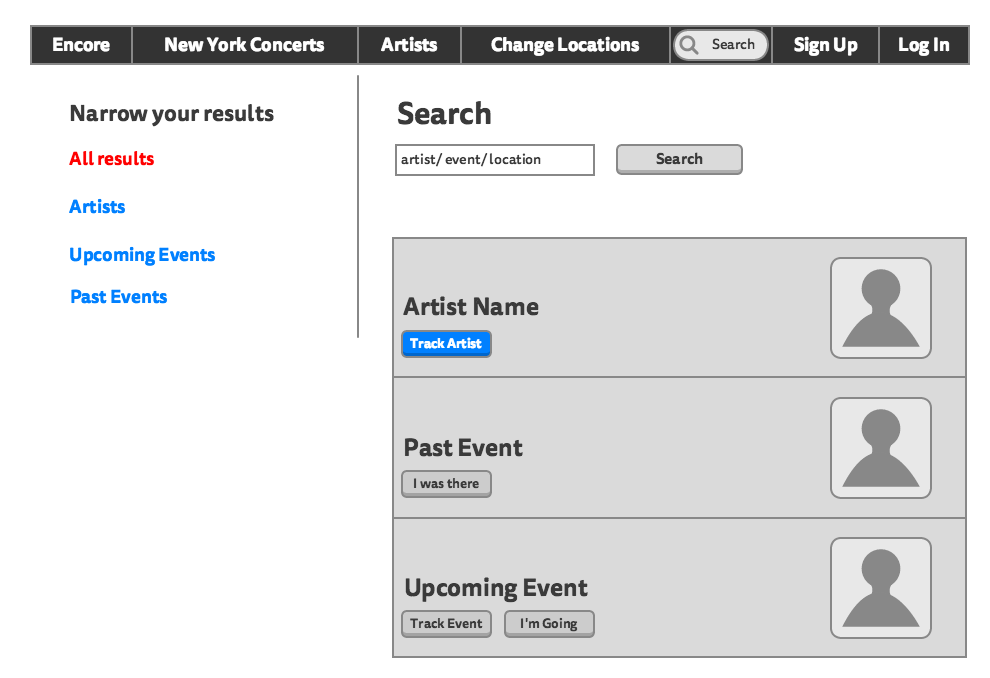 Encore New York Concerts Artists Change Locations Search Sign Up Log In
Narrow your results
All results
Artists
Upcoming Events
Past Events
Search
artist/ event/ location Search
Artist Name
Track Artist
Past Event
I was there
Upcoming Event
Track Event I'm Going